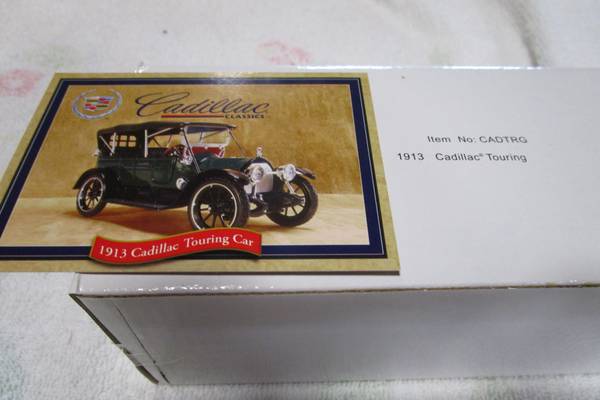 Cadillac
CLASSICS
1913 Cadillac Touring Car
Item No: CADTRG
1913 Cadillac® Touring